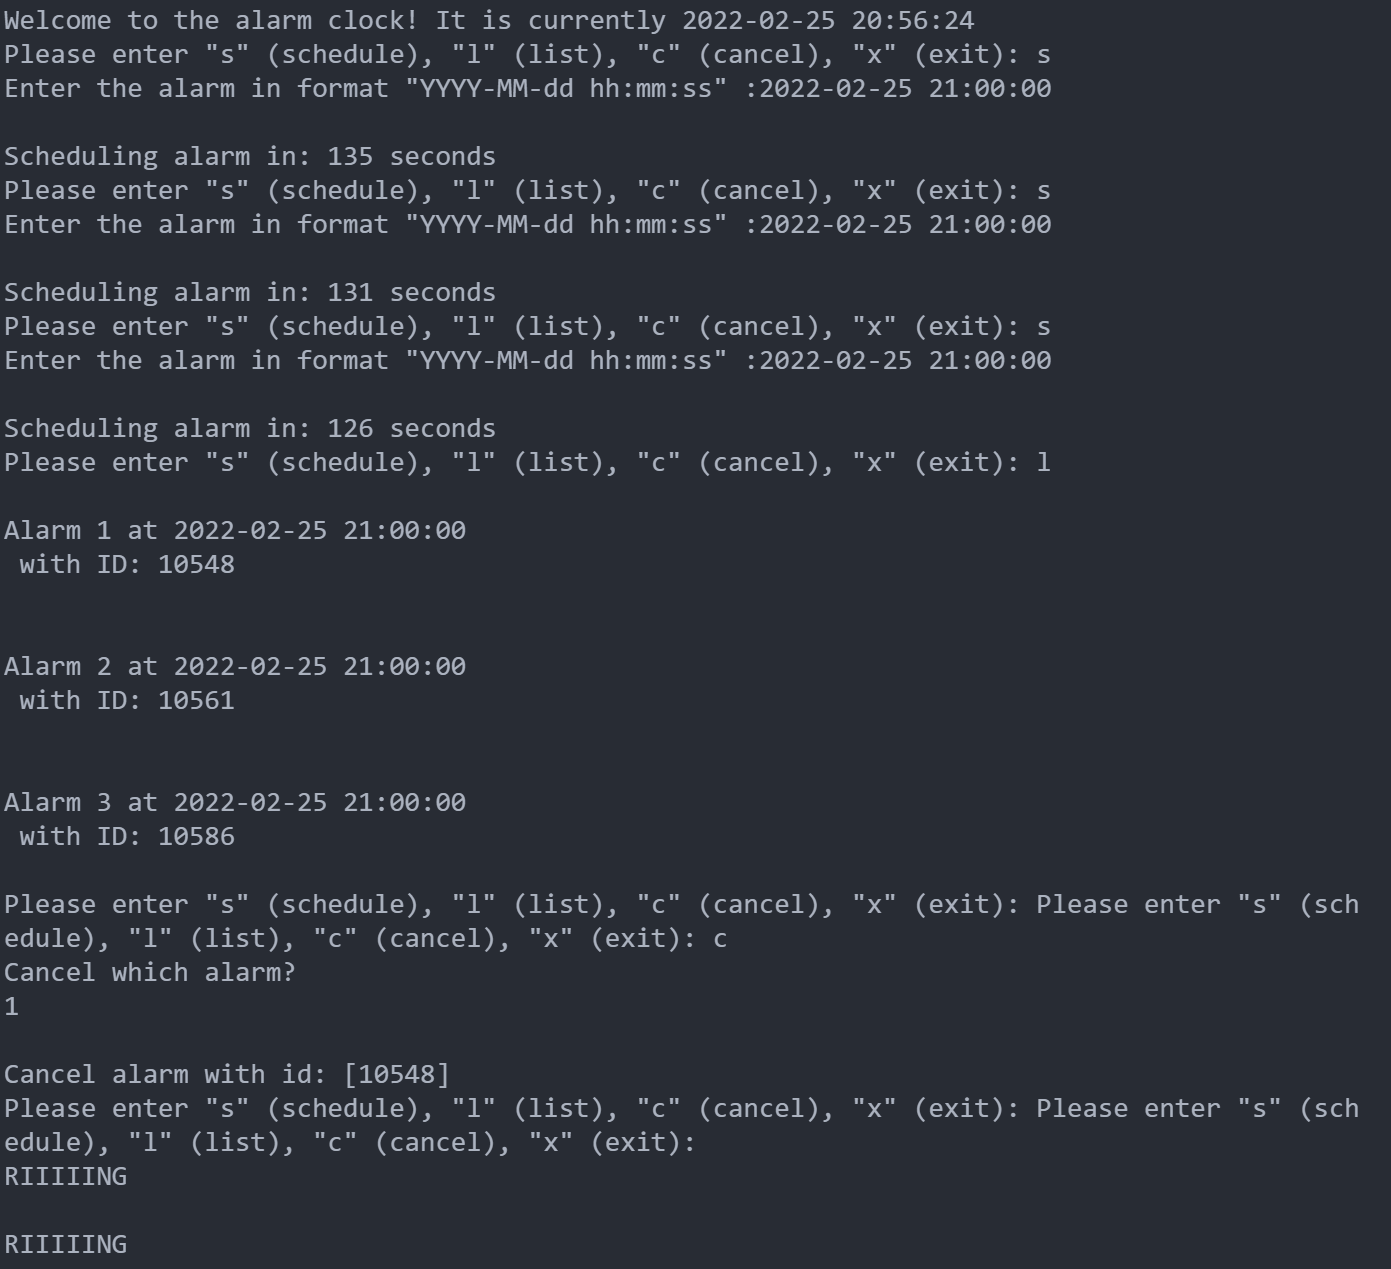 Welcome to the alarm clock! It is currently 2022-02-25 20:56:24
Please enter "s" (schedule), "l" (list), "c" (cancel), "x" (exit): s
Enter the alarm in format "YYYY-MM-dd hh:mm:ss" :2022-02-25 21:00:00
Scheduling alarm in: 135 seconds
Please enter "s" (schedule), "l" (list), "c" (cancel), "x" (exit): s
Enter the alarm in format "YYYY-MM-dd hh:mm:ss" :2022-02-25 21:00:00
Scheduling alarm in: 131 seconds
Please enter "s" (schedule), "l" (list), "c" (cancel), "x" (exit): s
Enter the alarm in format "YYYY-MM-dd hh:mm:ss" :2022-02-25 21:00:00
Scheduling alarm in: 126 seconds
Please enter "s" (schedule), "l" (list), "c" (cancel), "x" (exit): l
Alarm 1 at 2022-02-25 21:00:00
 with ID: 10548
Alarm 2 at 2022-02-25 21:00:00
 with ID: 10561
Alarm 3 at 2022-02-25 21:00:00
 with ID: 10586
Please enter "s" (schedule), "l" (list), "c" (cancel), "x" (exit): Please enter "s" (sch
edule), "l" (list), "c" (cancel), "x" (exit): c
Cancel which alarm?
1
Cancel alarm with id: [10548]
Please enter "s" (schedule), "l" (list), "c" (cancel), "x" (exit): Please enter "s" (sch
edule), "l" (list), "c" (cancel), "x" (exit):
RIIIIING
RIIIIING